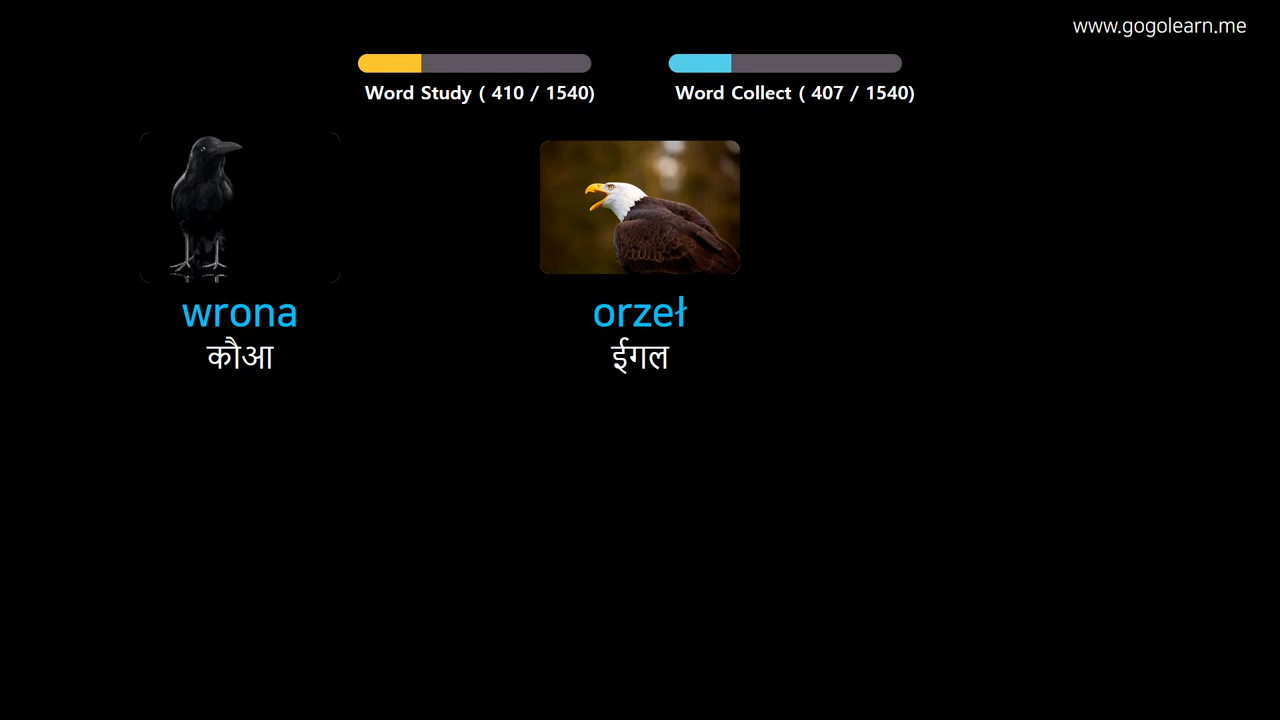 www.gogolearn.me
Word Study ( 410 / 1540)
Word Collect ( 407 / 1540)
wrona
कौआ
orzeł
ईगल